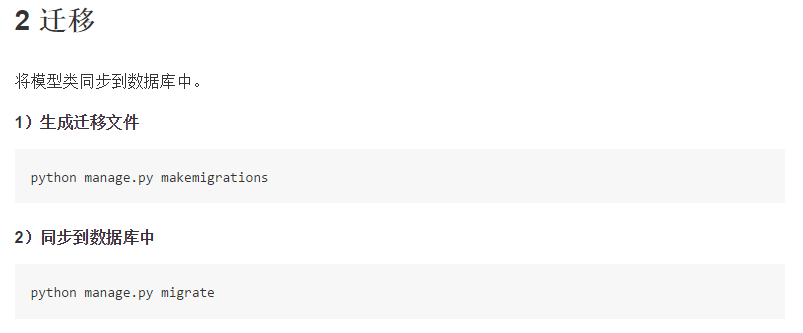 2 迁移
将模型类同步到数据库中。
1）生成迁移文件
python manage.py makemigrations
2）同步到数据库中
python manage.py migrate